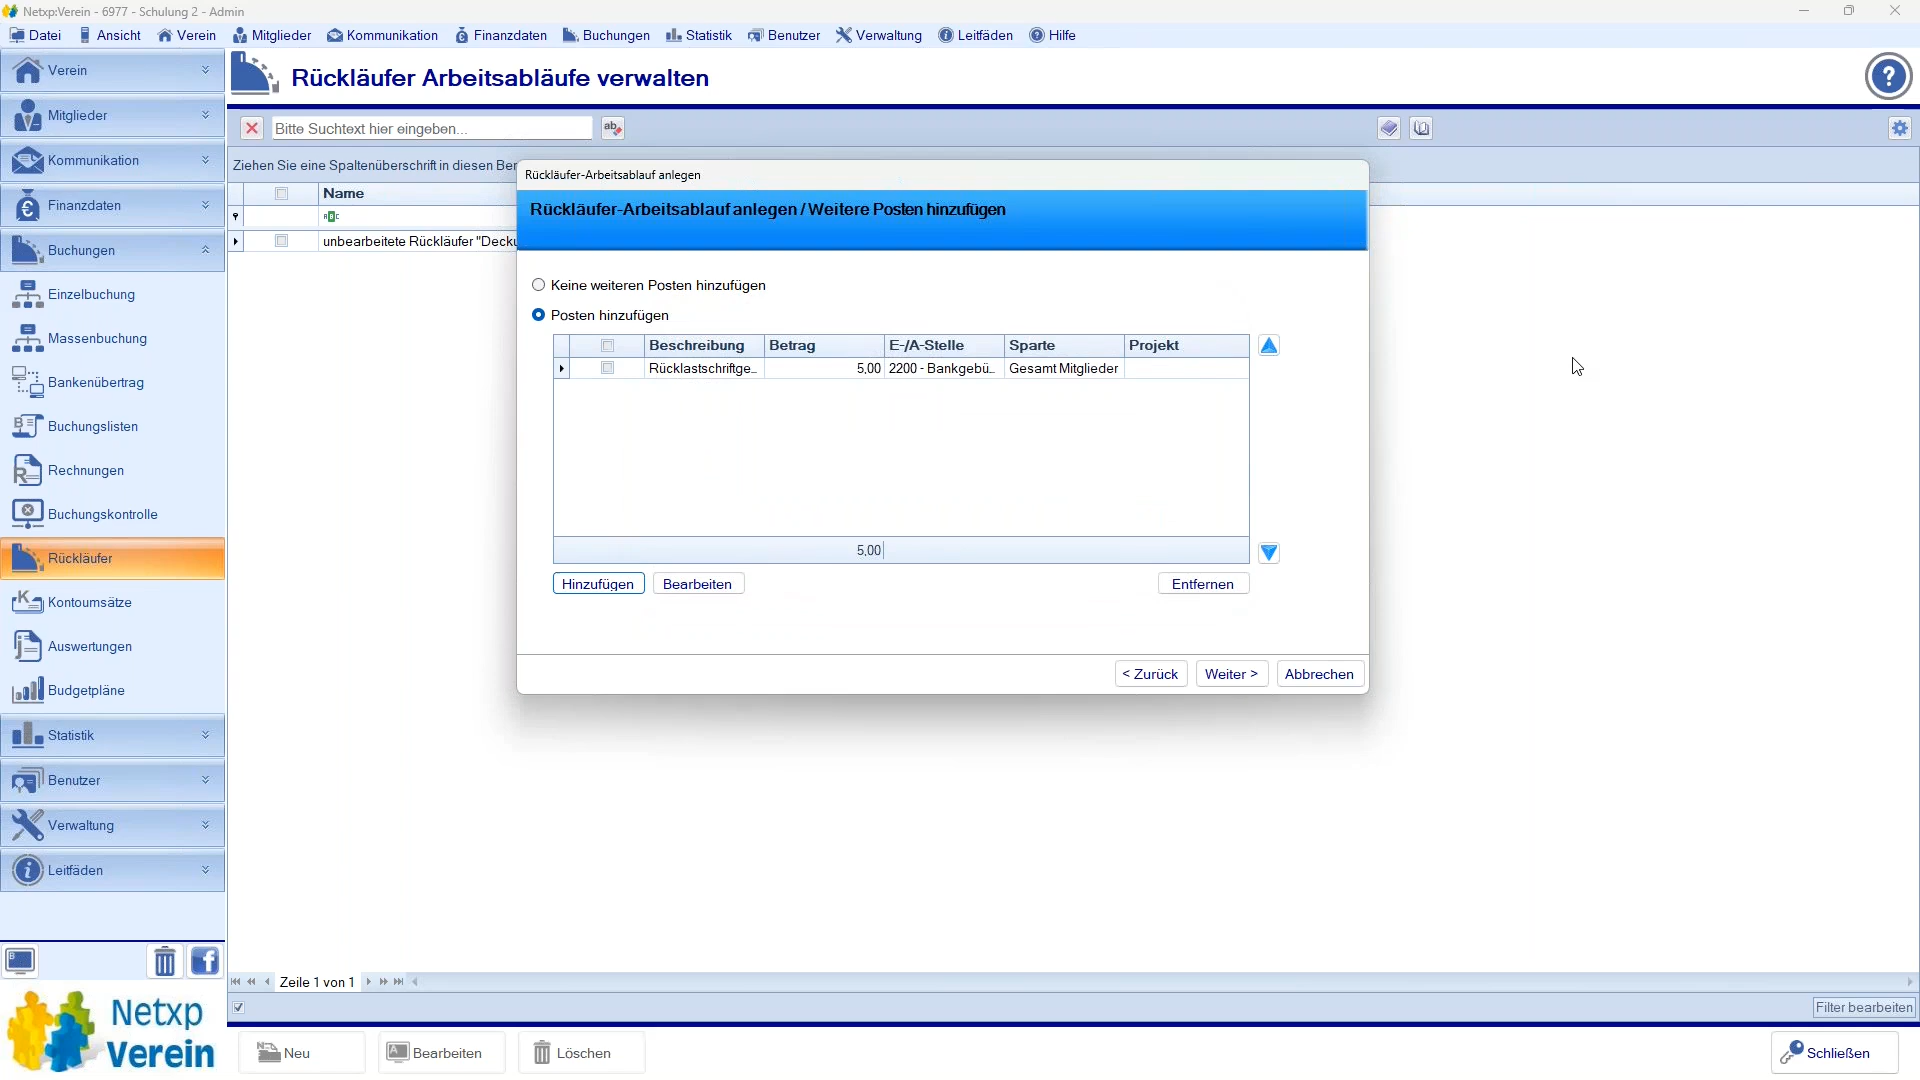 Netxp:Verein - 6977 - Schulung 2 - Admin
Datei Ansicht Verein Mitglieder Kommunikation Finanzdaten Buchungen Statistik Benutzer Verwaltung Leitfäden Hilfe
Verein
Mitglieder
Kommunikation
Finanzdaten
Buchungen
Einzelbuchung
Massenbuchung
Bankenübertrag
Buchungslisten
Rechnungen
Buchungskontrolle
Rückläufer
Kontoumsätze
Auswertungen
Budgetpläne
Statistik
Benutzer
Verwaltung
Leitfäden
Netxp
Verein
Rückläufer Arbeitsabläufe verwalten
Bitte Suchtext hier eingeben...
Ziehen Sie eine Spaltenüberschrift in diesen Ber
Name
unbearbeitete Rückläufer "Decku
Rückläufer-Arbeitsablauf anlegen
Rückläufer-Arbeitsablauf anlegen / Weitere Posten hinzufügen
Keine weiteren Posten hinzufügen
Posten hinzufügen
Beschreibung Betrag E-/A-Stelle Sparte Projekt
Rücklastschriftge... 5,00 2200 - Bankgebü... Gesamt Mitglieder
5,00
Hinzufügen Bearbeiten Entfernen
< Zurück Weiter > Abbrechen
Zeile 1 von 1
Filter bearbeiten
Neu Bearbeiten Löschen Schließen